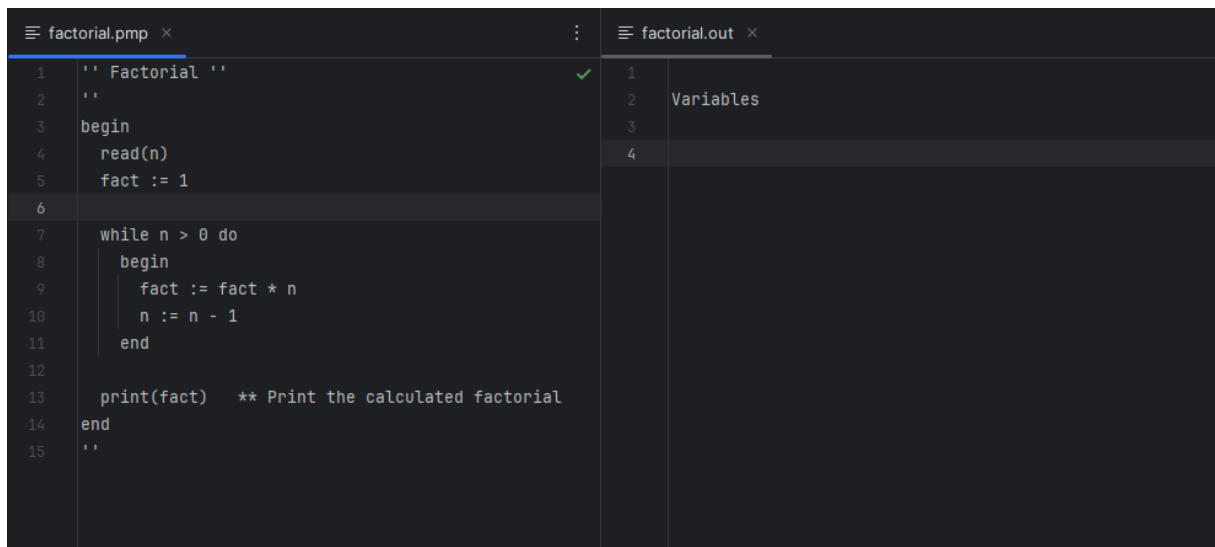 factorial.pmp
1 '' Factorial ''
2 ''
3 begin
4 read(n)
5 fact := 1
6
7 while n > 0 do
8 begin
9 fact := fact * n
10 n := n - 1
11 end
12
13 print(fact) ** Print the calculated factorial
14 end
15 ''
factorial.out
1
2 Variables
3
4